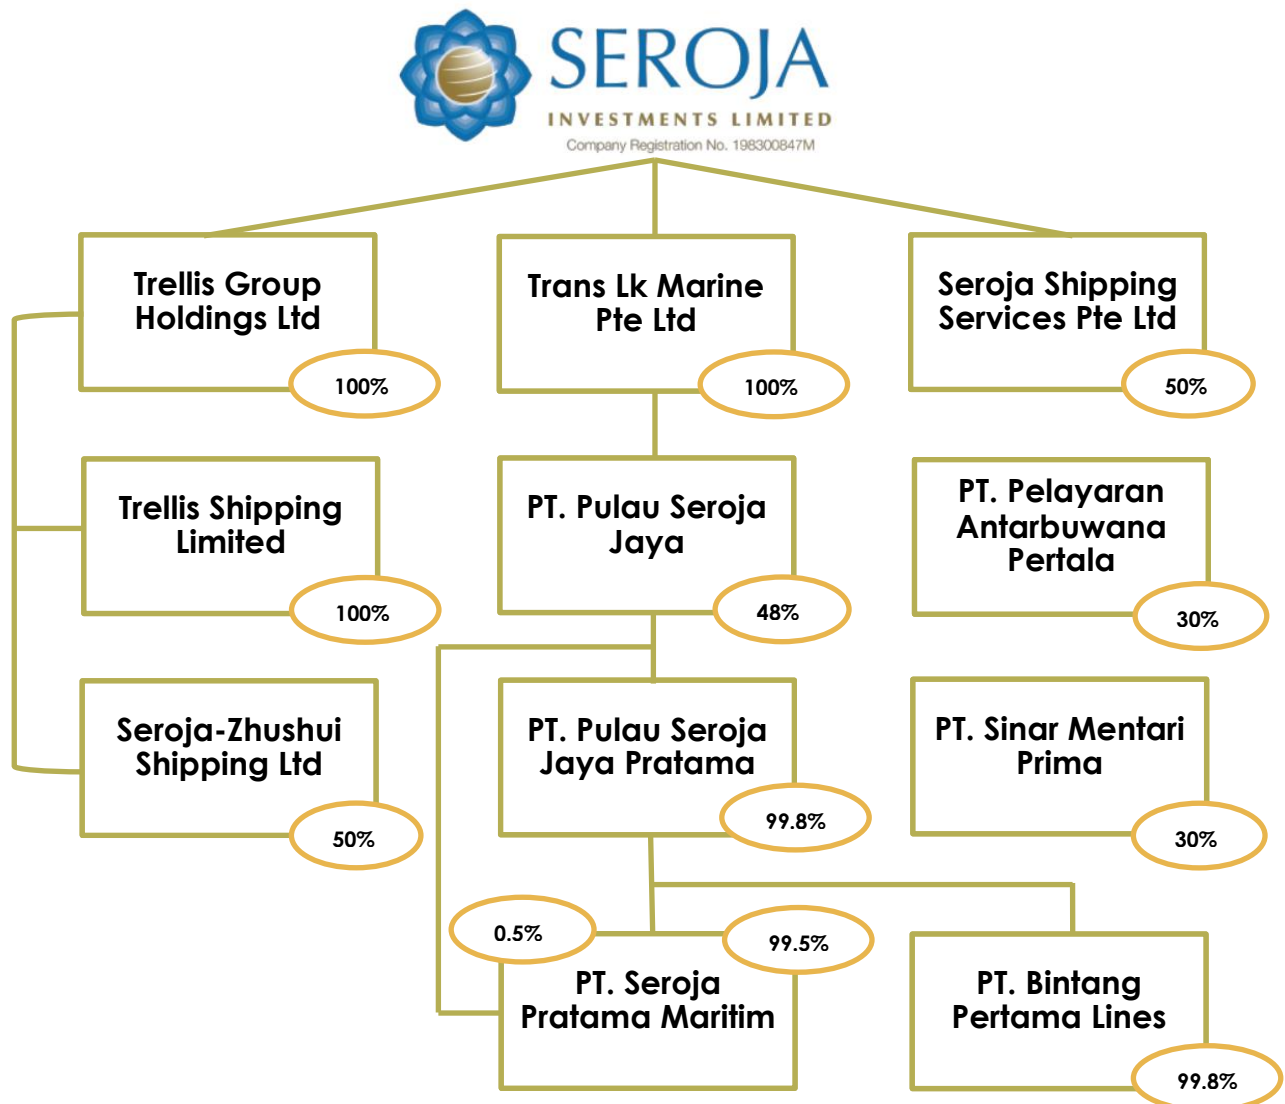 SEROJA
INVESTMENTS LIMITED
Company Registration No. 198300847M
Trellis Group
Holdings Ltd
100%
Trans Lk Marine
Pte Ltd
100%
Seroja Shipping
Services Pte Ltd
50%
Trellis Shipping
Limited
100%
PT. Pulau Seroja
Jaya
48%
PT. Pelayaran
Antarbuwana
Pertala
30%
Seroja-Zhushui
Shipping Ltd
50%
PT. Pulau Seroja
Jaya Pratama
99.8%
PT. Sinar Mentari
Prima
30%
0.5%
99.5%
PT. Seroja
Pratama Maritim
PT. Bintang
Pertama Lines
99.8%